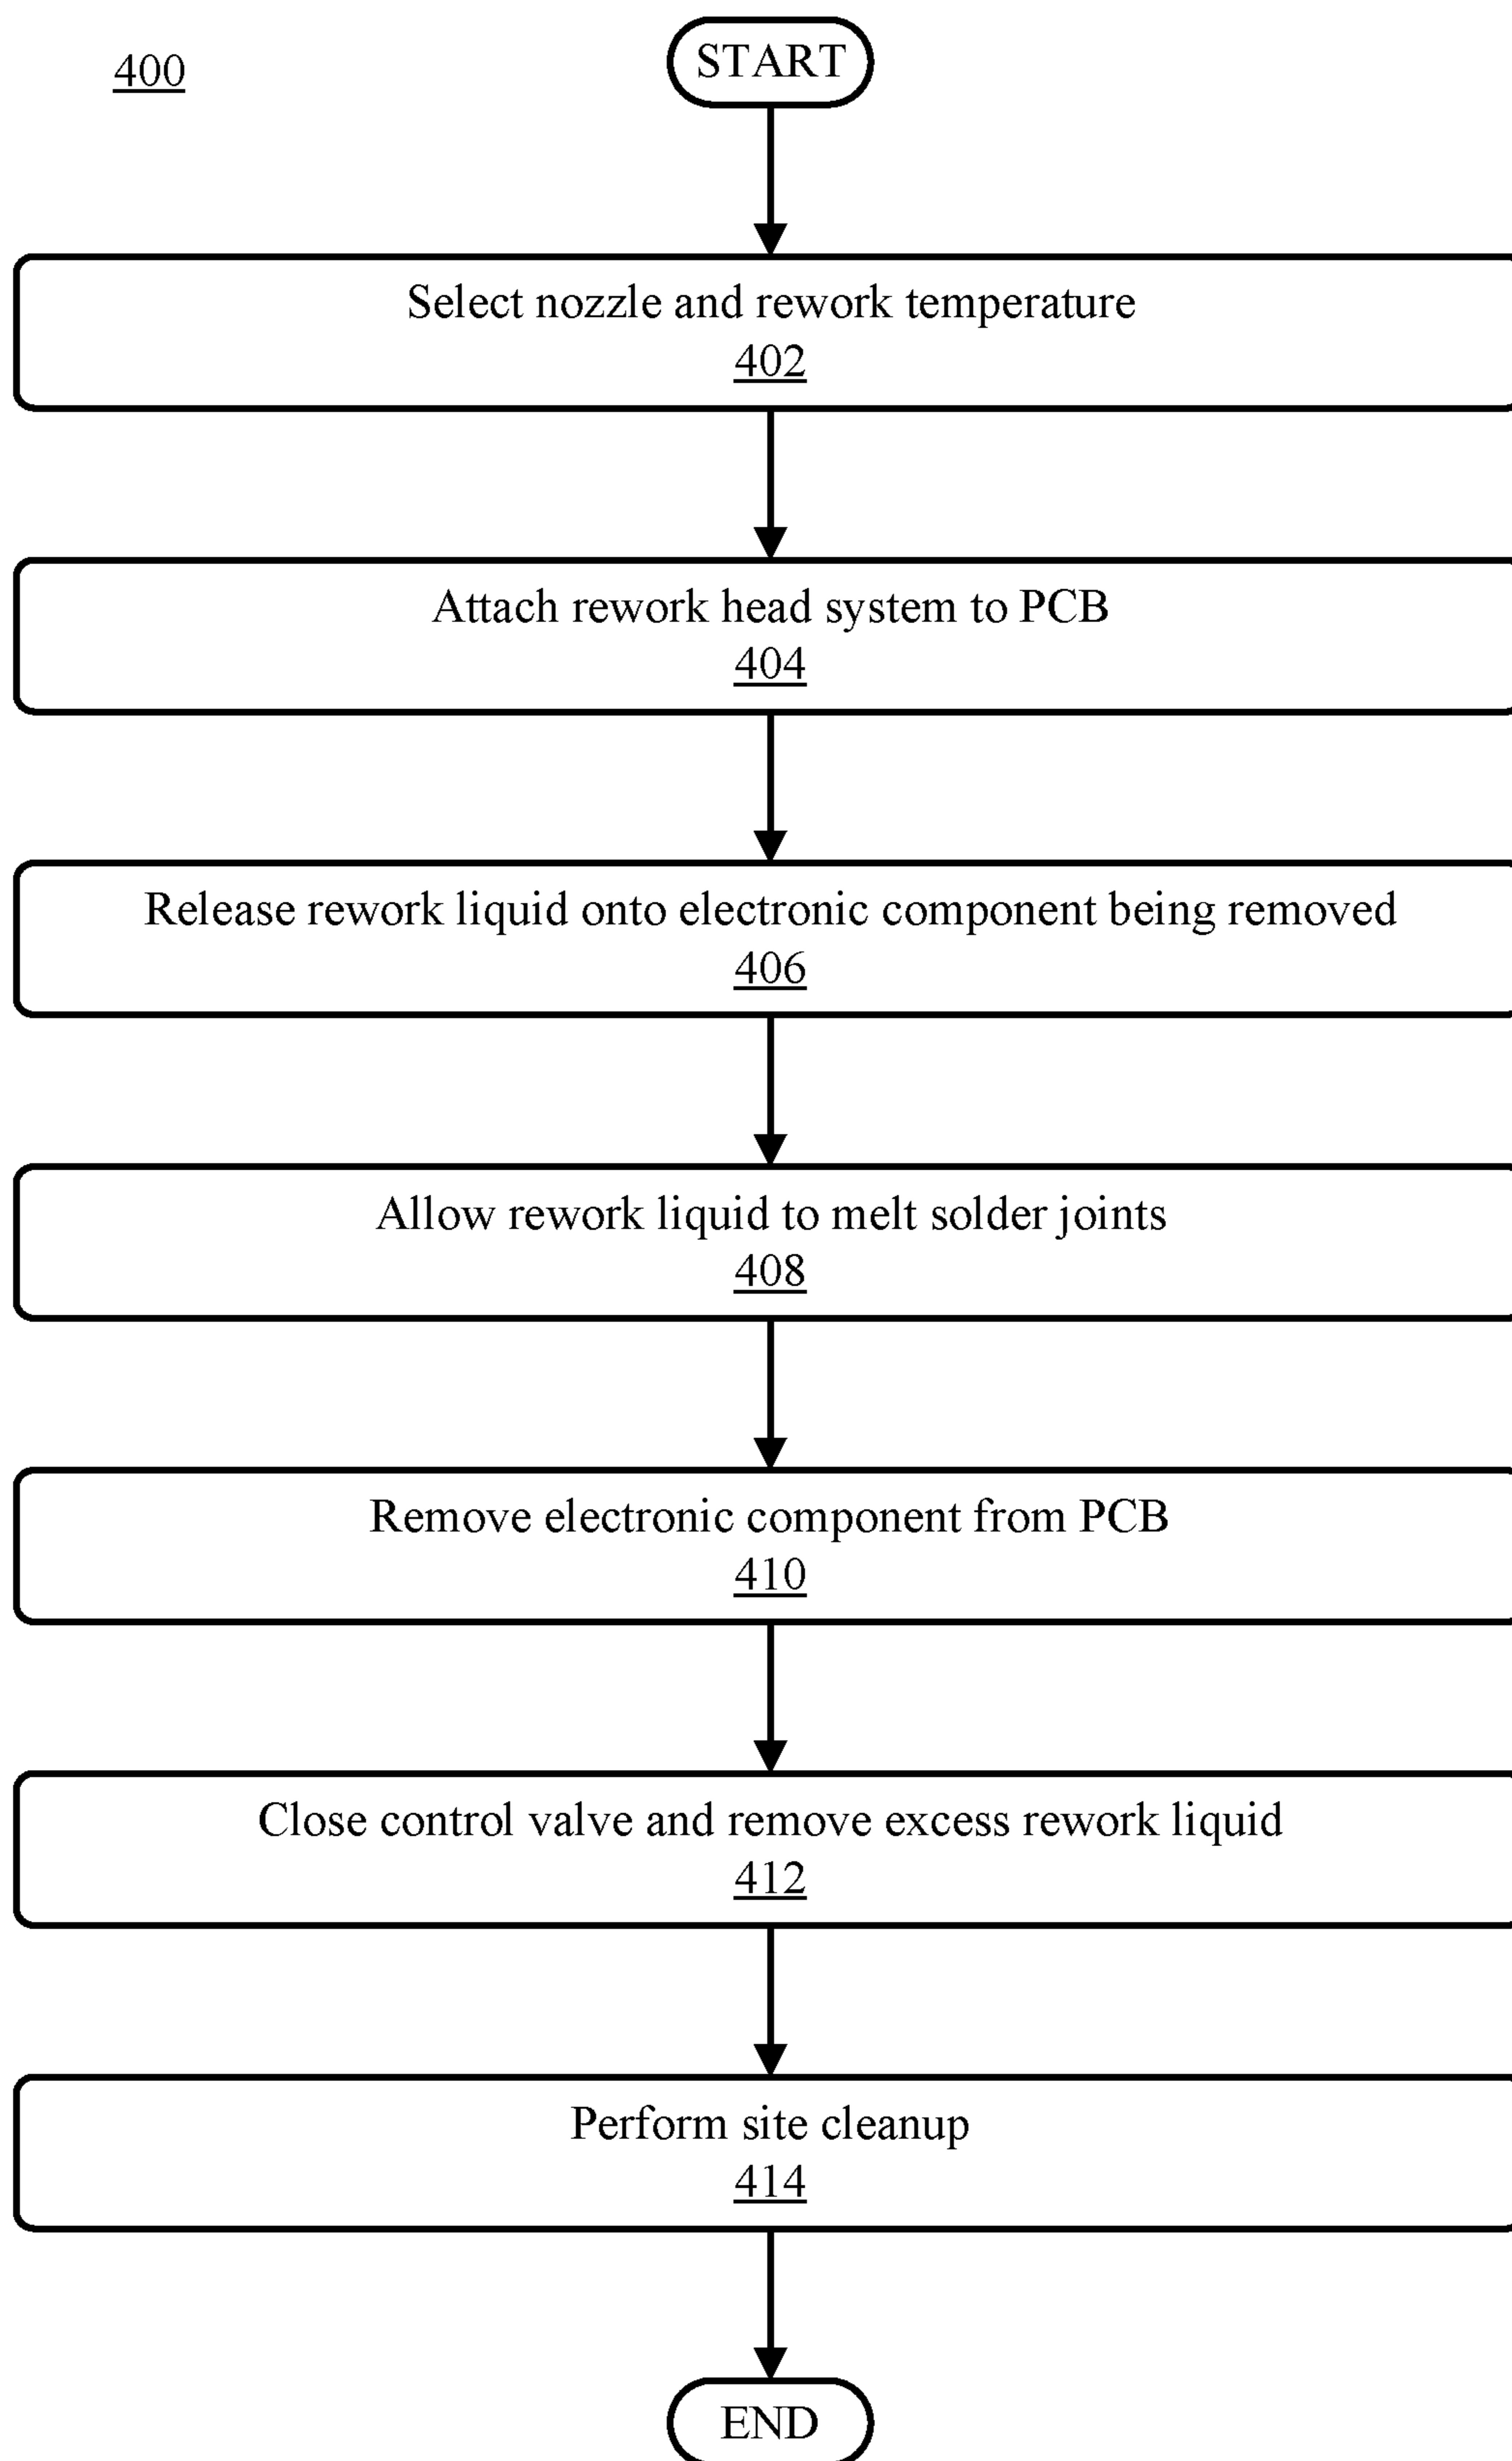 400
START
Select nozzle and rework temperature
402
Attach rework head system to PCB
404
Release rework liquid onto electronic component being removed
406
Allow rework liquid to melt solder joints
408
Remove electronic component from PCB
410
Close control valve and remove excess rework liquid
412
Perform site cleanup
414
END